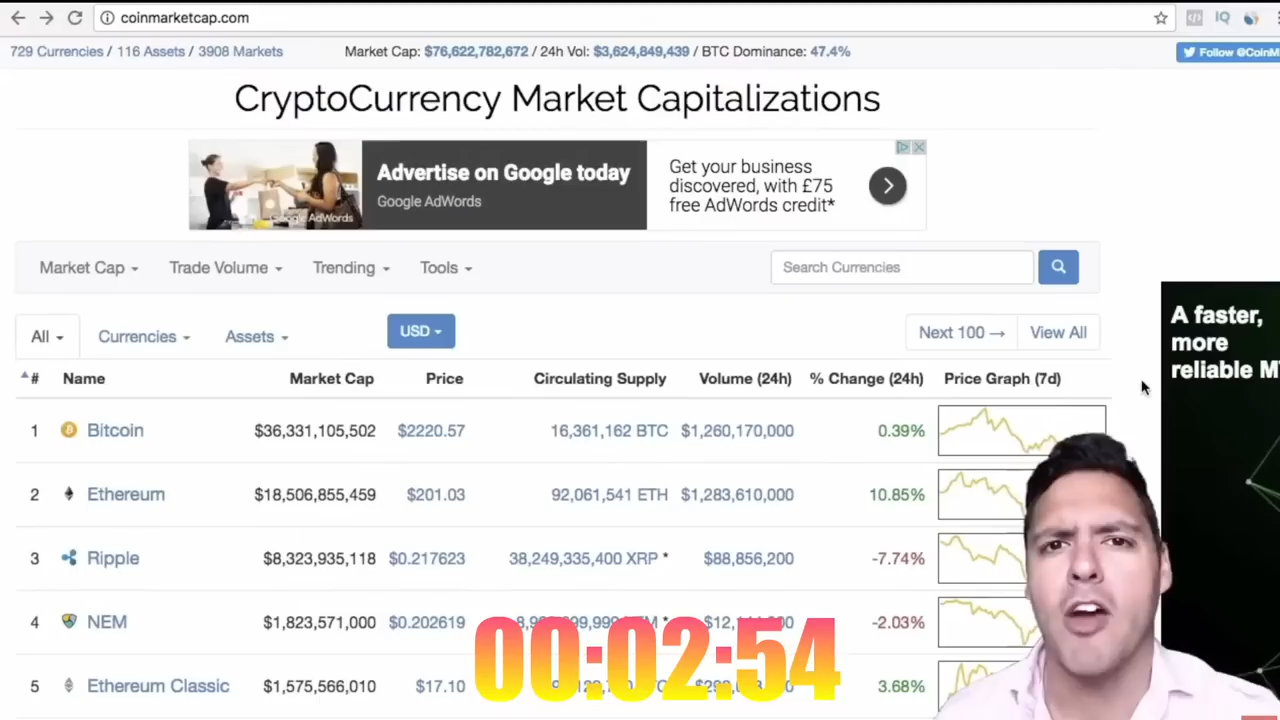 coinmarketcap.com
729 Currencies / 116 Assets / 3908 Markets
Market Cap: $76,622,782,672 / 24h Vol: $3,624,849,439 / BTC Dominance: 47.4%
Follow @CoinM
CryptoCurrency Market Capitalizations
Google AdWords
Advertise on Google today
Google AdWords
Get your business
discovered, with £75
free AdWords credit*
Market Cap Trade Volume Trending Tools
Search Currencies
All Currencies Assets USD Next 100 → View All
A faster,
more
reliable M
# Name Market Cap Price Circulating Supply Volume (24h) % Change (24h) Price Graph (7d)
1 Bitcoin $36,331,105,502 $2220.57 16,361,162 BTC $1,260,170,000 0.39%
2 Ethereum $18,506,855,459 $201.03 92,061,541 ETH $1,283,610,000 10.85%
3 Ripple $8,323,935,118 $0.217623 38,249,335,400 XRP * $88,856,200 -7.74%
4 NEM $1,823,571,000 $0.202619 -2.03%
00:02:54
5 Ethereum Classic $1,575,566,010 $17.10 3.68%